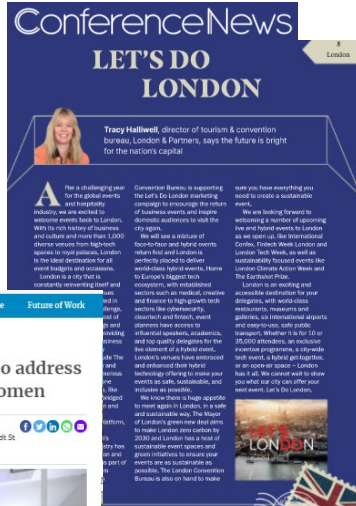 ConferenceNews
8
London
LET'S DO
LONDON
Tracy Halliwell, director of tourism & convention
bureau, London & Partners, says the future is bright
for the nation's capital
After a challenging year
for the global events
and hospitality
industry, we are excited to
welcome events back to London.
With its rich history of business
and culture and more than 1,000
diverse venues from high-tech
spaces to royal palaces, London
is the ideal destination for all
event budgets and occasions.
London is a city that is
constantly reinventing itself and
Convention Bureau is supporting
the Let's Do London marketing
campaign to encourage the return
of business events and inspire
domestic audiences to visit the
city again.
We will see a mixture of
face-to-face and hybrid events
return first and London is
perfectly placed to deliver
world-class hybrid events. Home
to Europe's biggest tech
ecosystem, with established
sectors such as medical, creative
and finance to high-growth tech
sectors like cybersecurity,
cleantech and fintech, event
planners have access to
influential speakers, academics,
and top quality delegates for the
live element of a hybrid event.
London's venues have embraced
and enhanced their hybrid
technology offering to make your
events as safe, sustainable, and
inclusive as possible.
We know there is huge appetite
to meet again in London, in a safe
and sustainable way. The Mayor
of London's green new deal aims
to make London zero carbon by
2030 and London has a host of
sustainable event spaces and
green initiatives to ensure your
events are as sustainable as
possible. The London Convention
Bureau is also on hand to make
sure you have everything you
need to create a sustainable
event.
We are looking forward to
welcoming a number of upcoming
live and hybrid events to London
as we open up, like International
Confex, Fintech Week London and
London Tech Week, as well as
sustainability focused events like
London Climate Action Week and
The Earthshot Prize.
London is an exciting and
accessible destination for your
delegates, with world-class
restaurants, museums and
galleries, six international airports
and easy-to-use, safe public
transport. Whether it is for 10 or
35,000 attendees, an exclusive
incentive programme, a city-wide
tech event, a hybrid get-together,
or an open-air space – London
has it all. We cannot wait to show
you what our city can offer your
next event. Let's Do London.
LET'S
LONDON
Future of Work
o address
omen
dt St